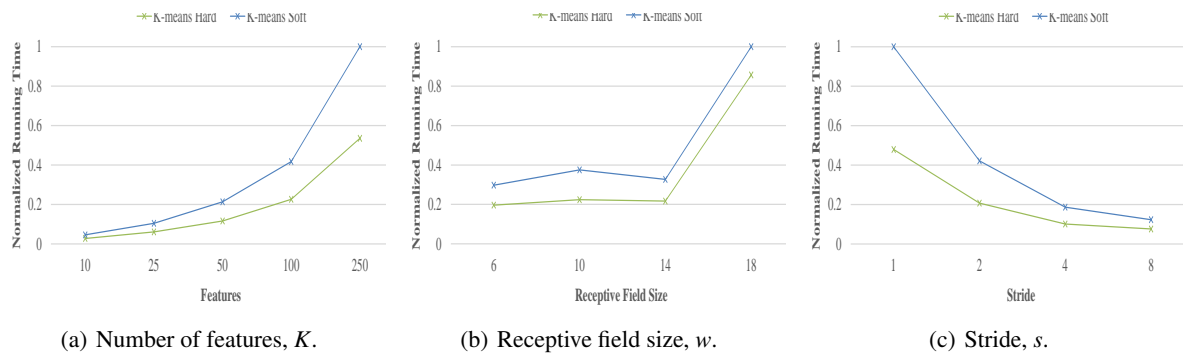 K-means Hard K-means Soft
Normalized Running Time
1
0.8
0.6
0.4
0.2
0
10 25 50 100 250
Features
(a) Number of features, K.
K-means Hard K-means Soft
Normalized Running Time
1
0.8
0.6
0.4
0.2
0
6 10 14 18
Receptive Field Size
(b) Receptive field size, w.
K-means Hard K-means Soft
Normalized Running Time
1
0.8
0.6
0.4
0.2
0
1 2 4 8
Stride
(c) Stride, s.